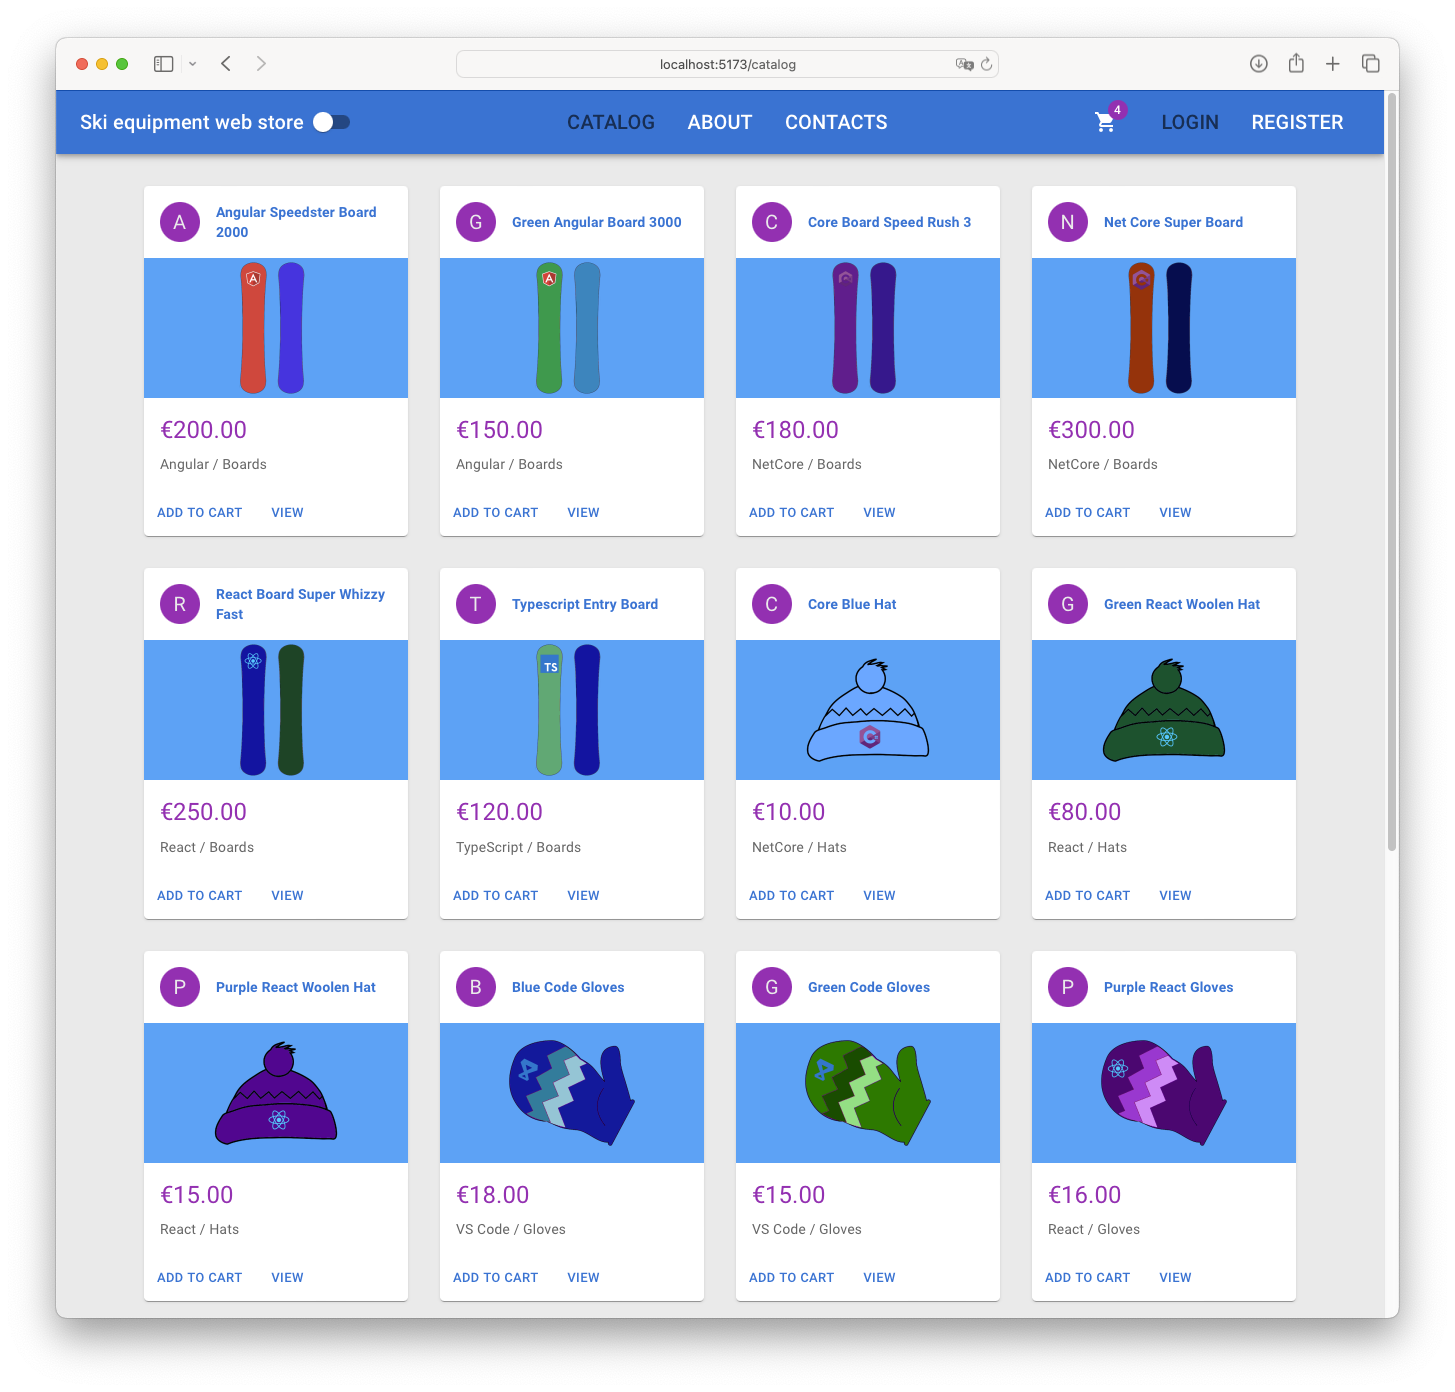 localhost:5173/catalog
Ski equipment web store
CATALOG ABOUT CONTACTS
4
LOGIN REGISTER
A
Angular Speedster Board
2000
€200.00
Angular / Boards
ADD TO CART VIEW
G
Green Angular Board 3000
€150.00
Angular / Boards
ADD TO CART VIEW
C
Core Board Speed Rush 3
€180.00
NetCore / Boards
ADD TO CART VIEW
N
Net Core Super Board
€300.00
NetCore / Boards
ADD TO CART VIEW
R
React Board Super Whizzy
Fast
€250.00
React / Boards
ADD TO CART VIEW
T
Typescript Entry Board
TS
€120.00
TypeScript / Boards
ADD TO CART VIEW
C
Core Blue Hat
€10.00
NetCore / Hats
ADD TO CART VIEW
G
Green React Woolen Hat
€80.00
React / Hats
ADD TO CART VIEW
P
Purple React Woolen Hat
€15.00
React / Hats
ADD TO CART VIEW
B
Blue Code Gloves
€18.00
VS Code / Gloves
ADD TO CART VIEW
G
Green Code Gloves
€15.00
VS Code / Gloves
ADD TO CART VIEW
P
Purple React Gloves
€16.00
React / Gloves
ADD TO CART VIEW